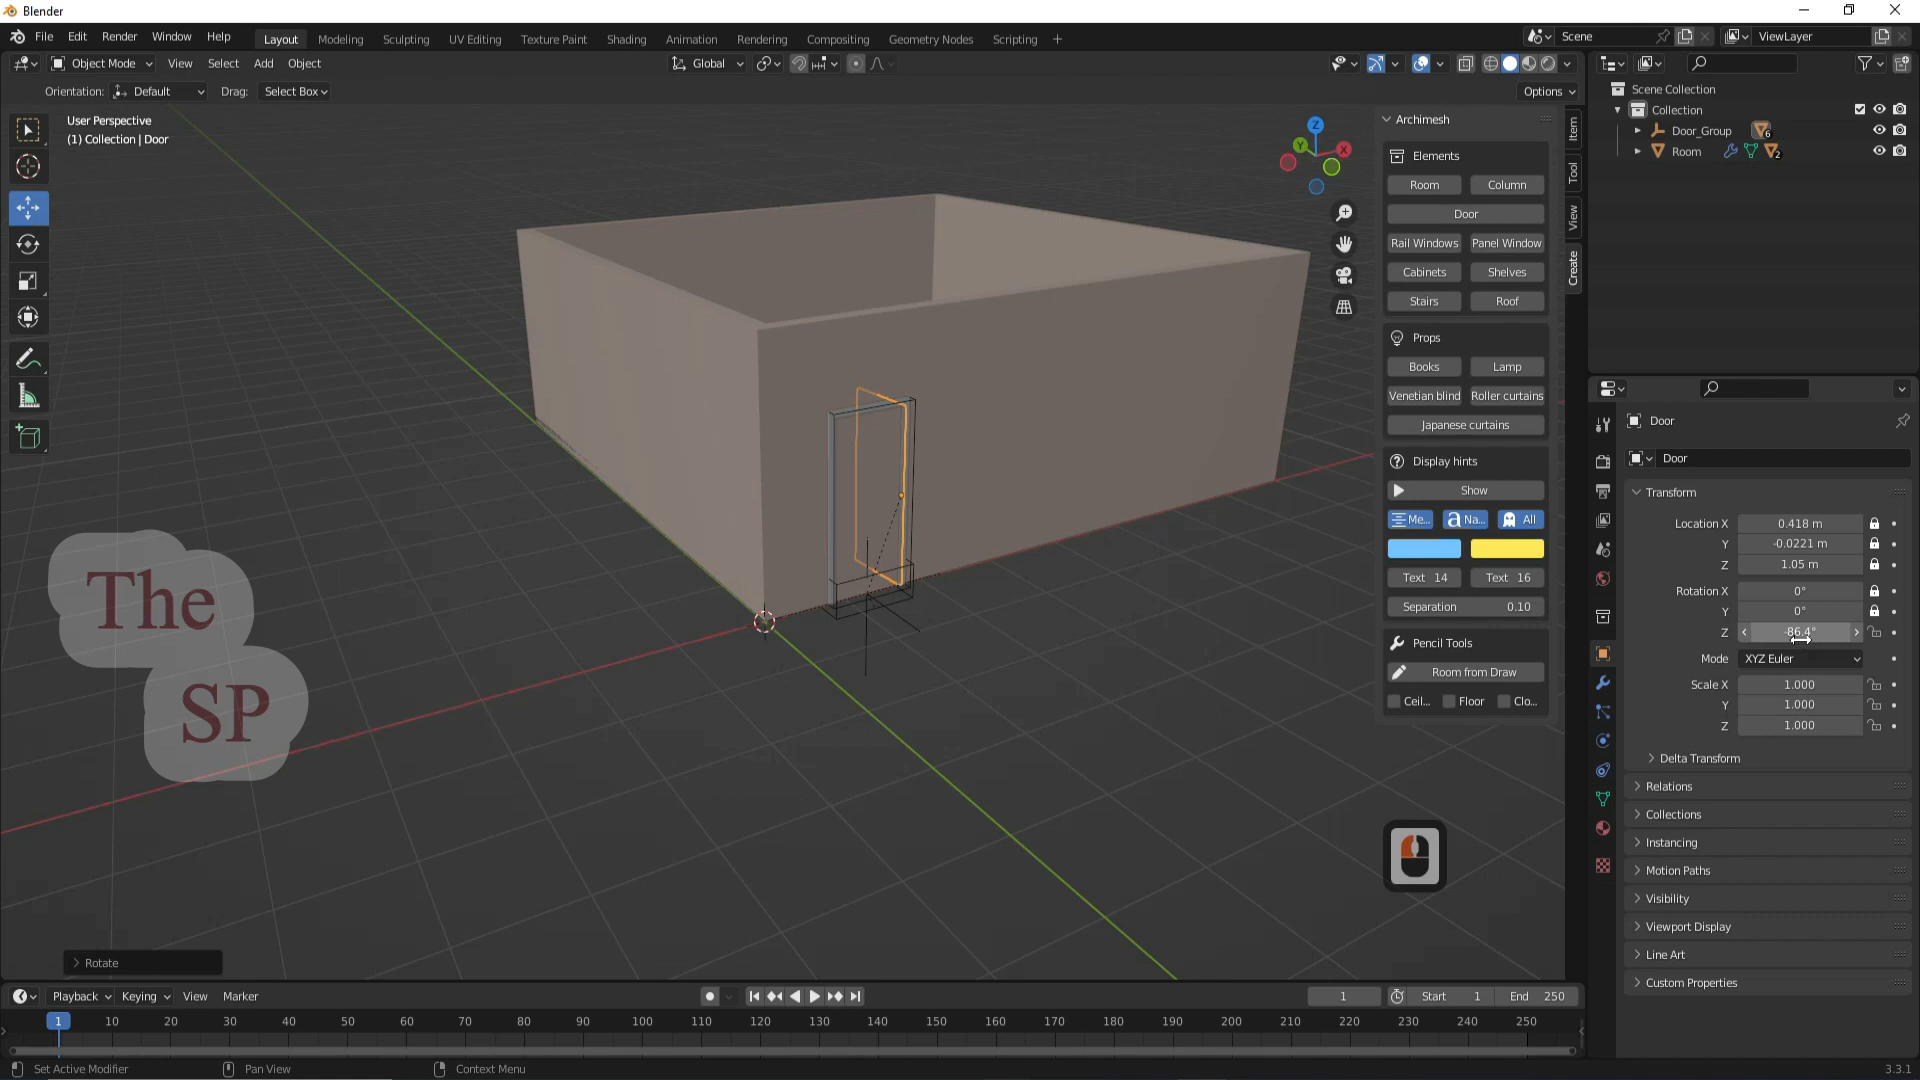 Blender
File Edit Render Window Help
Layout Modeling Sculpting UV Editing Texture Paint Shading Animation Rendering Compositing Geometry Nodes Scripting +
Scene
ViewLayer
Object Mode View Select Add Object
Global
Orientation: Default Drag: Select Box
Options
User Perspective
(1) Collection | Door
Z
Y
X
Archimesh
Elements
Room Column
Door
Rail Windows Panel Window
Cabinets Shelves
Stairs Roof
Props
Books Lamp
Venetian blind Roller curtains
Japanese curtains
Display hints
Show
Me... Na... All
Text 14 Text 16
Separation 0.10
Pencil Tools
Room from Draw
Ceil... Floor Clo...
Item
Tool
View
Create
Scene Collection
Collection
Door_Group 6
Room 2
Door
Door
Transform
Location X 0.418 m
Y -0.0221 m
Z 1.05 m
Rotation X 0°
Y 0°
Z -86.4°
Mode XYZ Euler
Scale X 1.000
Y 1.000
Z 1.000
Delta Transform
Relations
Collections
Instancing
Motion Paths
Visibility
Viewport Display
Line Art
Custom Properties
The
SP
Rotate
Playback Keying View Marker
1 Start 1 End 250
1 10 20 30 40 50 60 70 80 90 100 110 120 130 140 150 160 170 180 190 200 210 220 230 240 250
Set Active Modifier Pan View Context Menu
3.3.1